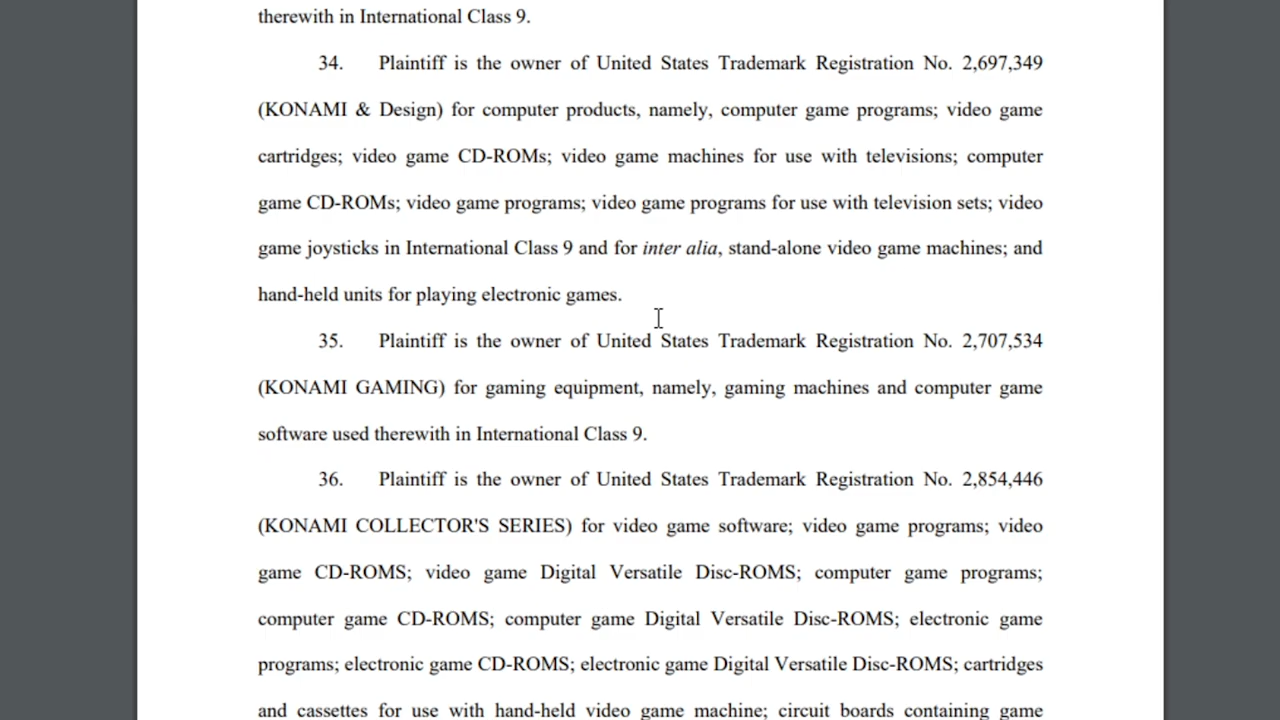 therewith in International Class 9.
34. Plaintiff is the owner of United States Trademark Registration No. 2,697,349
(KONAMI & Design) for computer products, namely, computer game programs; video game
cartridges; video game CD-ROMs; video game machines for use with televisions; computer
game CD-ROMs; video game programs; video game programs for use with television sets; video
game joysticks in International Class 9 and for inter alia, stand-alone video game machines; and
hand-held units for playing electronic games.
35. Plaintiff is the owner of United States Trademark Registration No. 2,707,534
(KONAMI GAMING) for gaming equipment, namely, gaming machines and computer game
software used therewith in International Class 9.
36. Plaintiff is the owner of United States Trademark Registration No. 2,854,446
(KONAMI COLLECTOR'S SERIES) for video game software; video game programs; video
game CD-ROMS; video game Digital Versatile Disc-ROMS; computer game programs;
computer game CD-ROMS; computer game Digital Versatile Disc-ROMS; electronic game
programs; electronic game CD-ROMS; electronic game Digital Versatile Disc-ROMS; cartridges
and cassettes for use with hand-held video game machine; circuit boards containing game